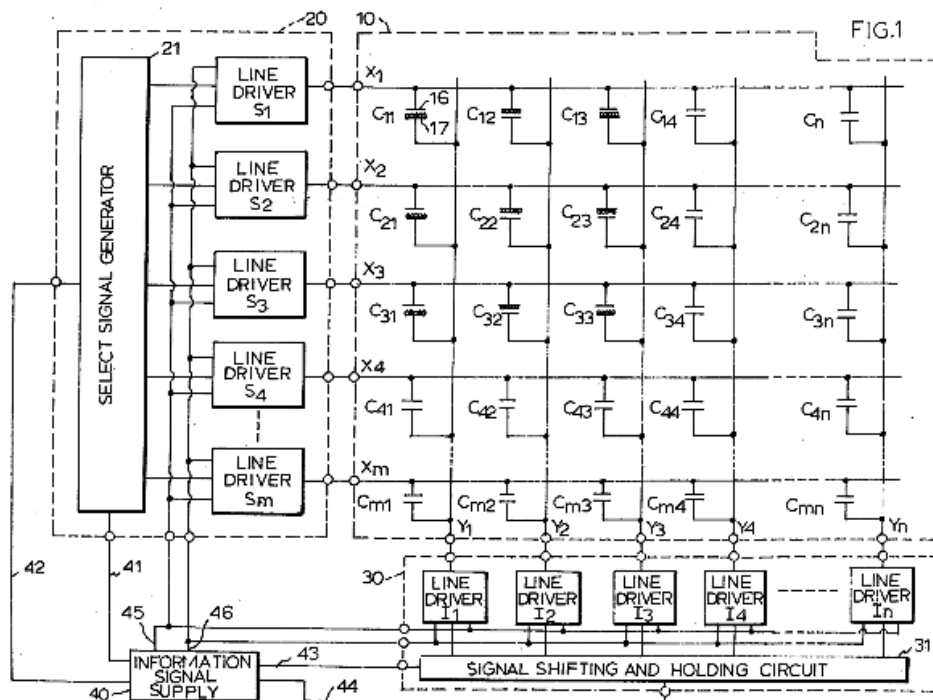 20
10
FIG.1
21
SELECT SIGNAL GENERATOR
LINE DRIVER S1
X1
C11
16
17
C12
C13
C14
Cn
LINE DRIVER S2
X2
C21
C22
C23
C24
C2n
LINE DRIVER S3
X3
C31
C32
C33
C34
C3n
LINE DRIVER S4
X4
C41
C42
C43
C44
C4n
LINE DRIVER Sm
Xm
Cm1
Cm2
Cm3
Cm4
Cmn
Y1
Y2
Y3
Y4
Yn
42
41
30
LINE DRIVER I1
LINE DRIVER I2
LINE DRIVER I3
LINE DRIVER I4
LINE DRIVER In
45
46
43
31
INFORMATION SIGNAL SUPPLY
SIGNAL SHIFTING AND HOLDING CIRCUIT
40
44